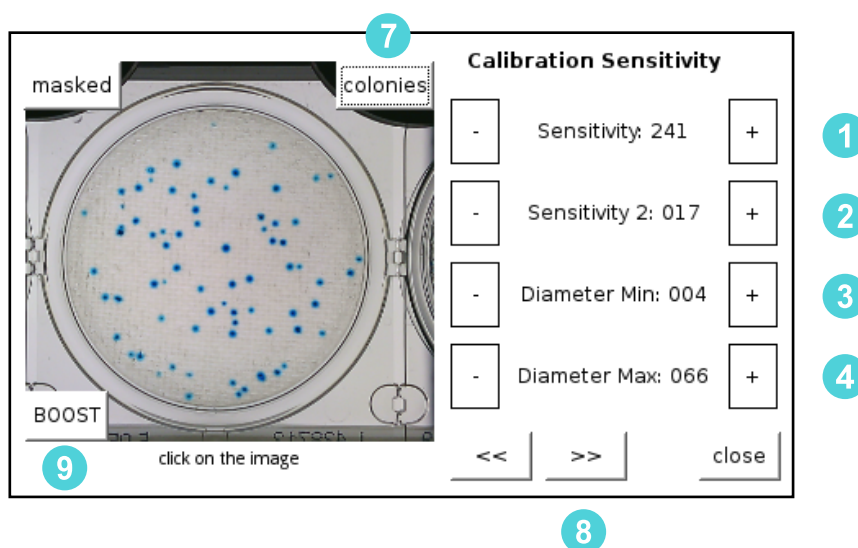 7
masked
colonies
Calibration Sensitivity
- Sensitivity: 241 +
1
- Sensitivity 2: 017 +
2
- Diameter Min: 004 +
3
- Diameter Max: 066 +
4
BOOST
9
click on the image
<< >> close
8